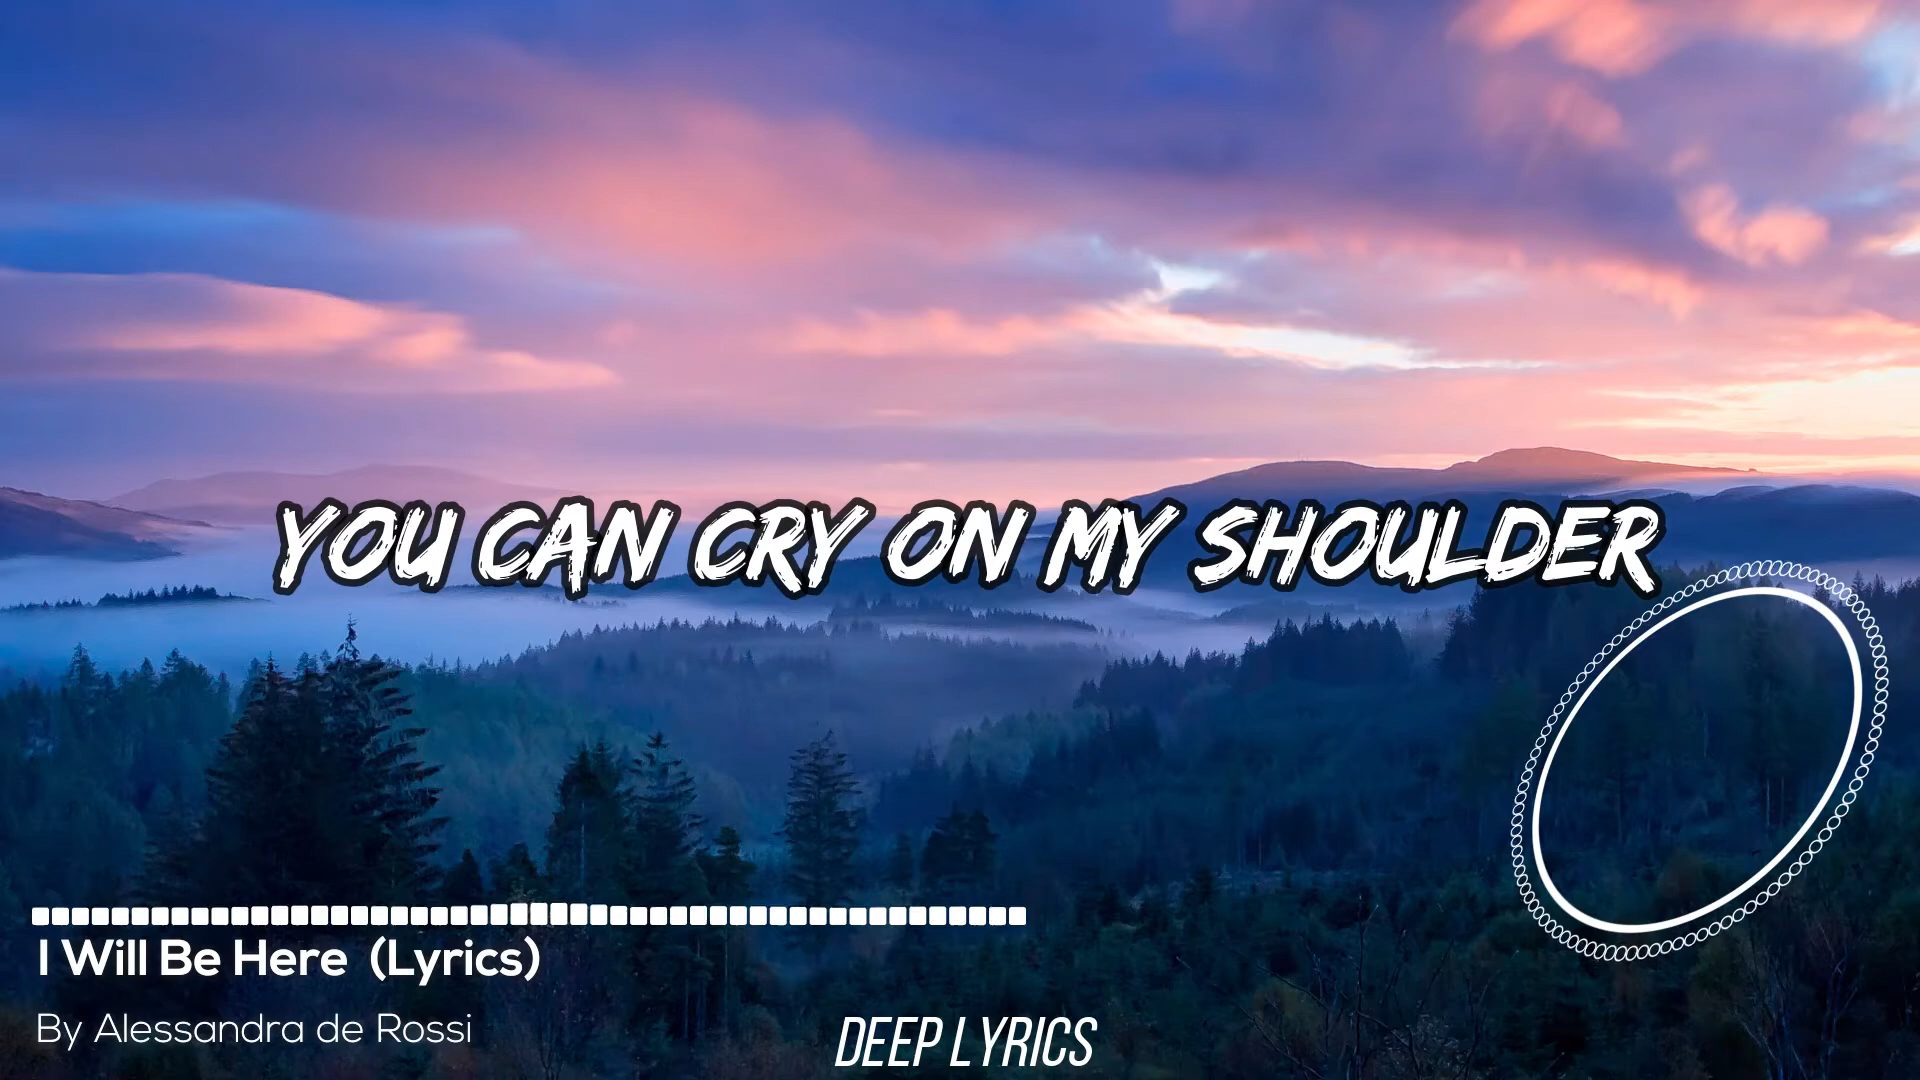 YOU CAN CRY ON MY SHOULDER
I Will Be Here (Lyrics)
By Alessandra de Rossi
DEEP LYRICS